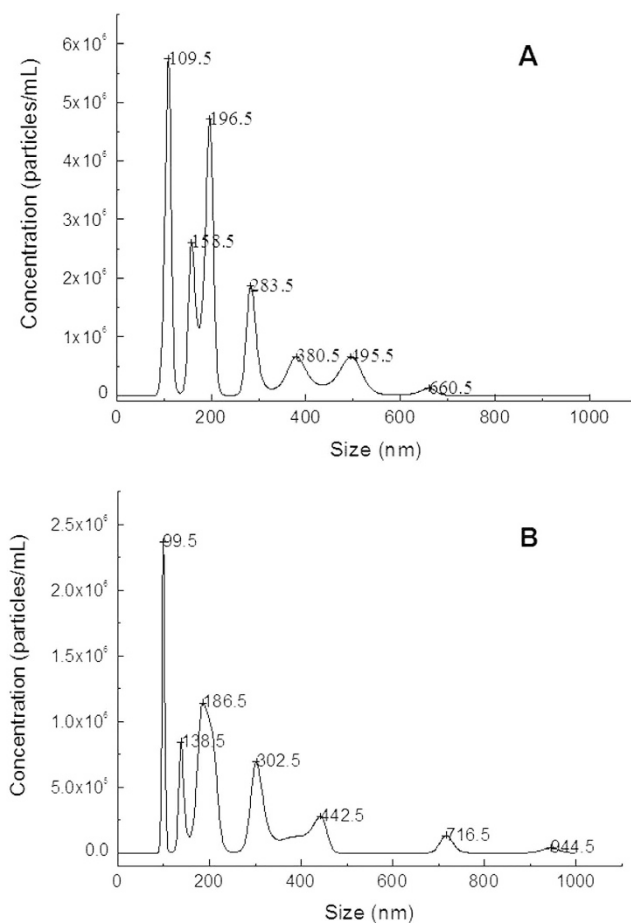 A
6x10⁶
5x10⁶
4x10⁶
3x10⁶
2x10⁶
1x10⁶
0
Concentration (particles/mL)
109.5
158.5
196.5
283.5
380.5
495.5
660.5
0 200 400 600 800 1000
Size (nm)
B
2.5x10⁶
2.0x10⁶
1.5x10⁶
1.0x10⁶
5.0x10⁵
0.0
Concentration (particles/mL)
99.5
138.5
186.5
302.5
442.5
716.5
944.5
0 200 400 600 800 1000
Size (nm)